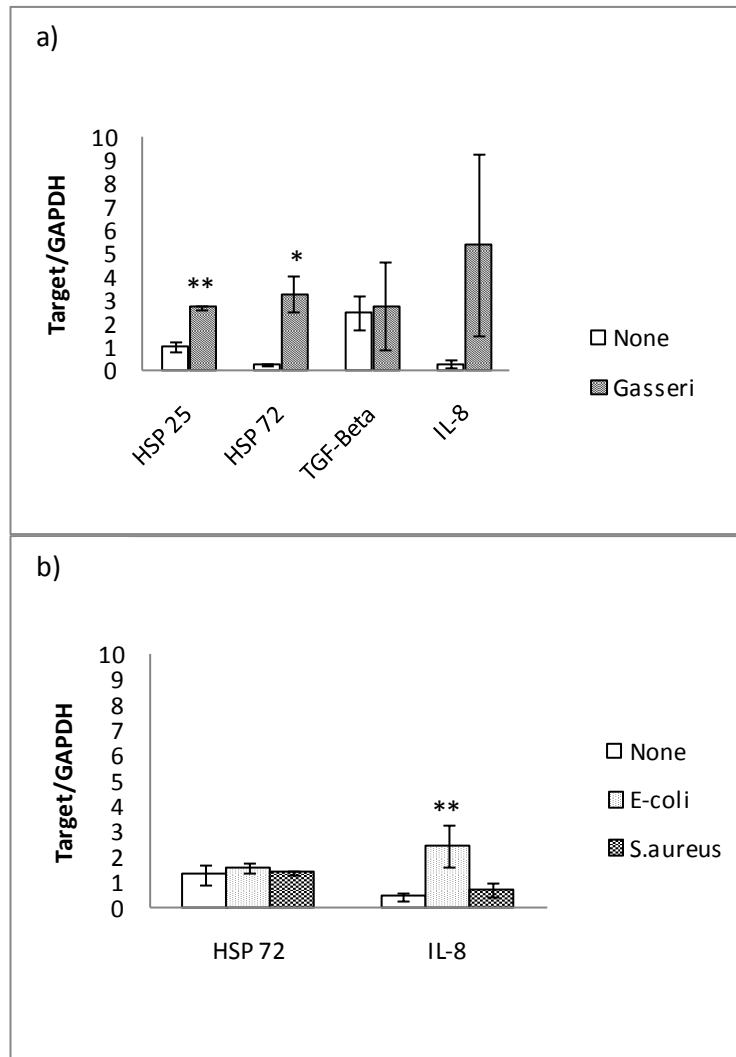 a)
Target/GAPDH
10
9
8
7
6
5
4
3
2
1
0
**
*
HSP 25
HSP 72
TGF-Beta
IL-8
None
Gasseri
b)
Target/GAPDH
10
9
8
7
6
5
4
3
2
1
0
**
HSP 72
IL-8
None
E-coli
S.aureus